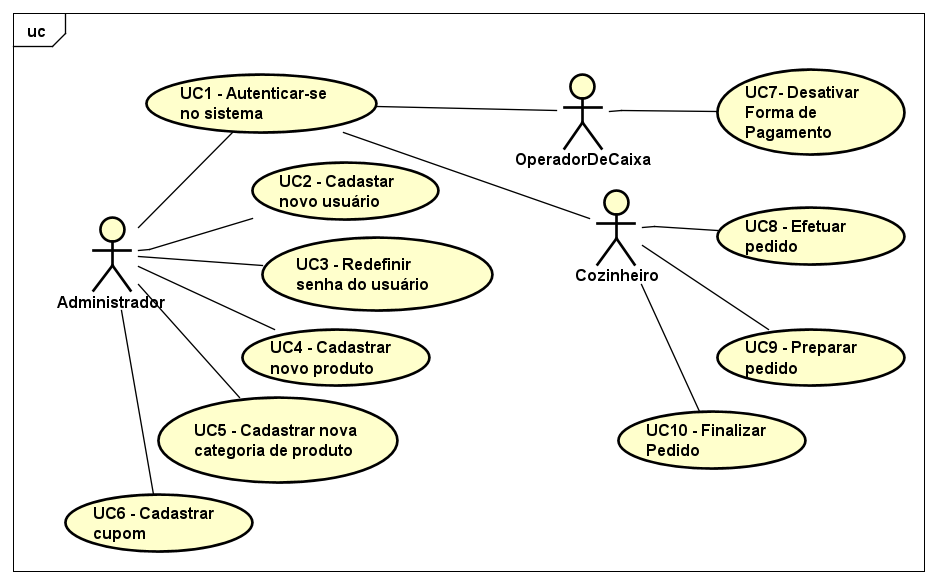 uc
UC1 - Autenticar-se
no sistema
UC7- Desativar
Forma de
Pagamento
OperadorDeCaixa
UC2 - Cadastar
novo usuário
UC8 - Efetuar
pedido
UC3 - Redefinir
senha do usuário
Cozinheiro
Administrador
UC4 - Cadastrar
novo produto
UC9 - Preparar
pedido
UC5 - Cadastrar nova
categoria de produto
UC10 - Finalizar
Pedido
UC6 - Cadastrar
cupom